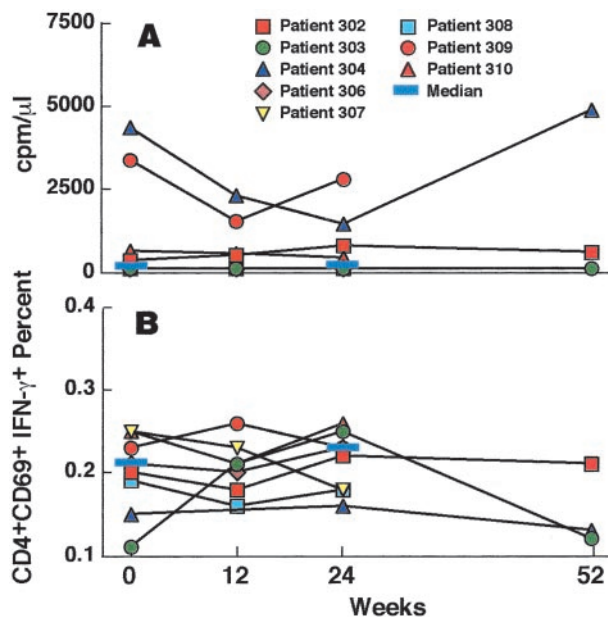 A
Patient 302
Patient 303
Patient 304
Patient 306
Patient 307
Patient 308
Patient 309
Patient 310
Median
7500
5000
2500
0
cpm/µl
B
0.4
0.3
0.2
0.1
CD4+CD69+ IFN-γ+ Percent
0 12 24 52
Weeks